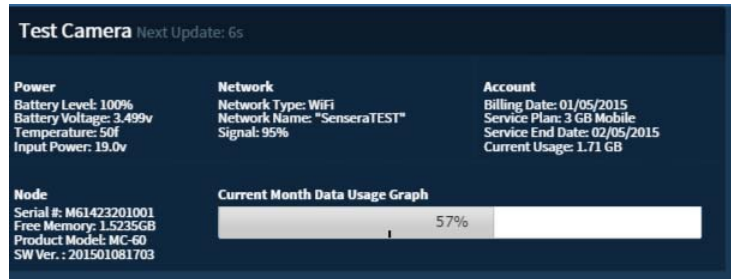 Test Camera Next Update: 6s
Power
Battery Level: 100%
Battery Voltage: 3.499v
Temperature: 50f
Input Power: 19.0v
Network
Network Type: WiFi
Network Name: "SenseraTEST"
Signal: 95%
Account
Billing Date: 01/05/2015
Service Plan: 3 GB Mobile
Service End Date: 02/05/2015
Current Usage: 1.71 GB
Node
Serial #: M61423201001
Free Memory: 1.5235GB
Product Model: MC-60
SW Ver. : 201501081703
Current Month Data Usage Graph
57%